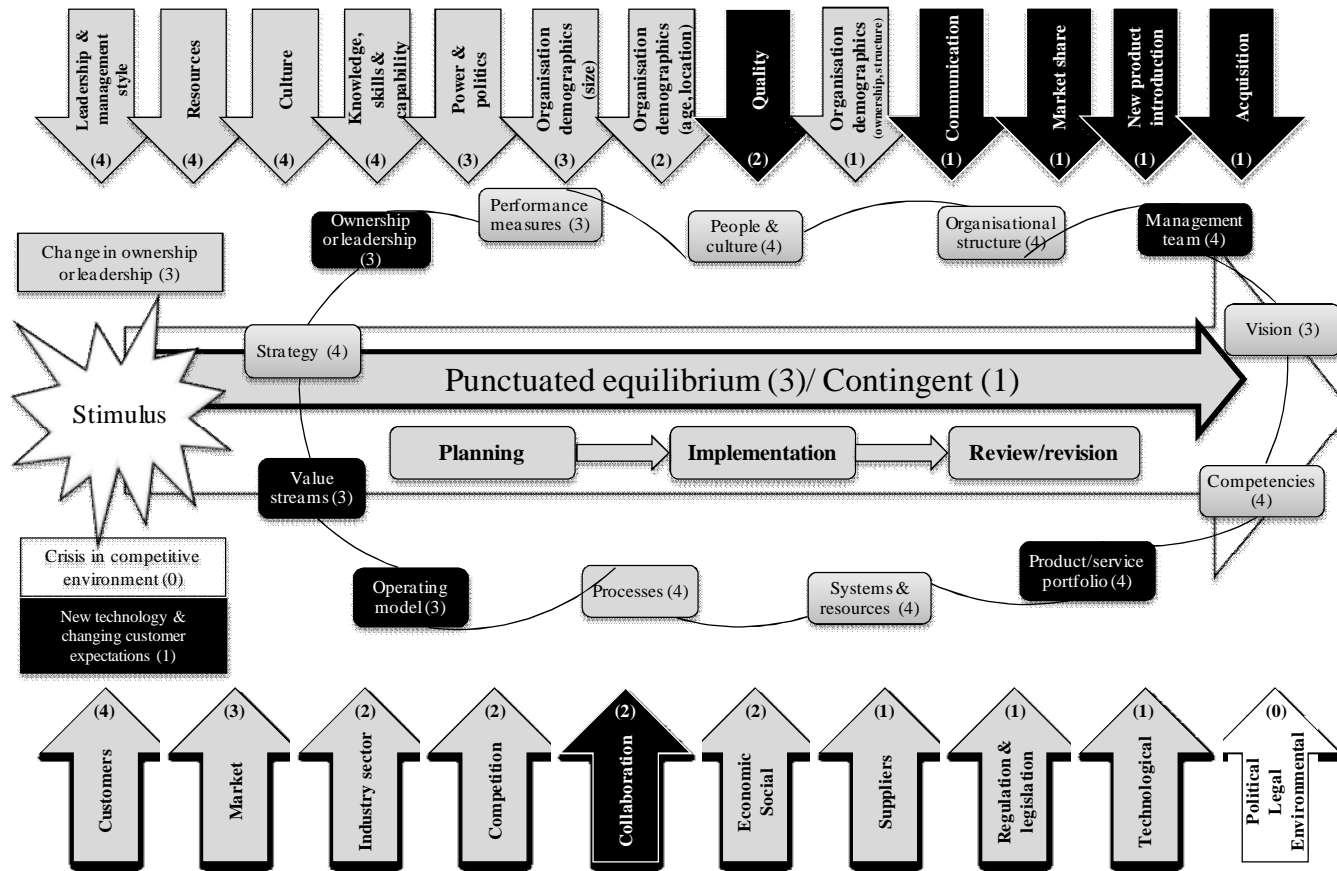 Leadership &
management
style
(4)
Resources
(4)
Culture
(4)
Knowledge,
skills &
capability
(4)
Power &
politics
(3)
Organisation
demographics
(size)
(3)
Organisation
demographics
(age, location)
(2)
Quality
(2)
Organisation
demographics
(ownership, structure)
(1)
Communication
(1)
Market share
(1)
New product
introduction
(1)
Acquisition
(1)
Change in ownership
or leadership (3)
Ownership
or leadership
(3)
Performance
measures (3)
People &
culture (4)
Organisational
structure (4)
Management
team (4)
Strategy (4)
Vision (3)
Punctuated equilibrium (3)/ Contingent (1)
Stimulus
Planning
Implementation
Review/revision
Value
streams (3)
Competencies
(4)
Crisis in competitive
environment (0)
New technology &
changing customer
expectations (1)
Operating
model (3)
Processes (4)
Systems &
resources (4)
Product/service
portfolio (4)
(4)
Customers
(3)
Market
(2)
Industry sector
(2)
Competition
(2)
Collaboration
(2)
Economic
Social
(1)
Suppliers
(1)
Regulation &
legislation
(1)
Technological
(0)
Political
Legal
Environmental